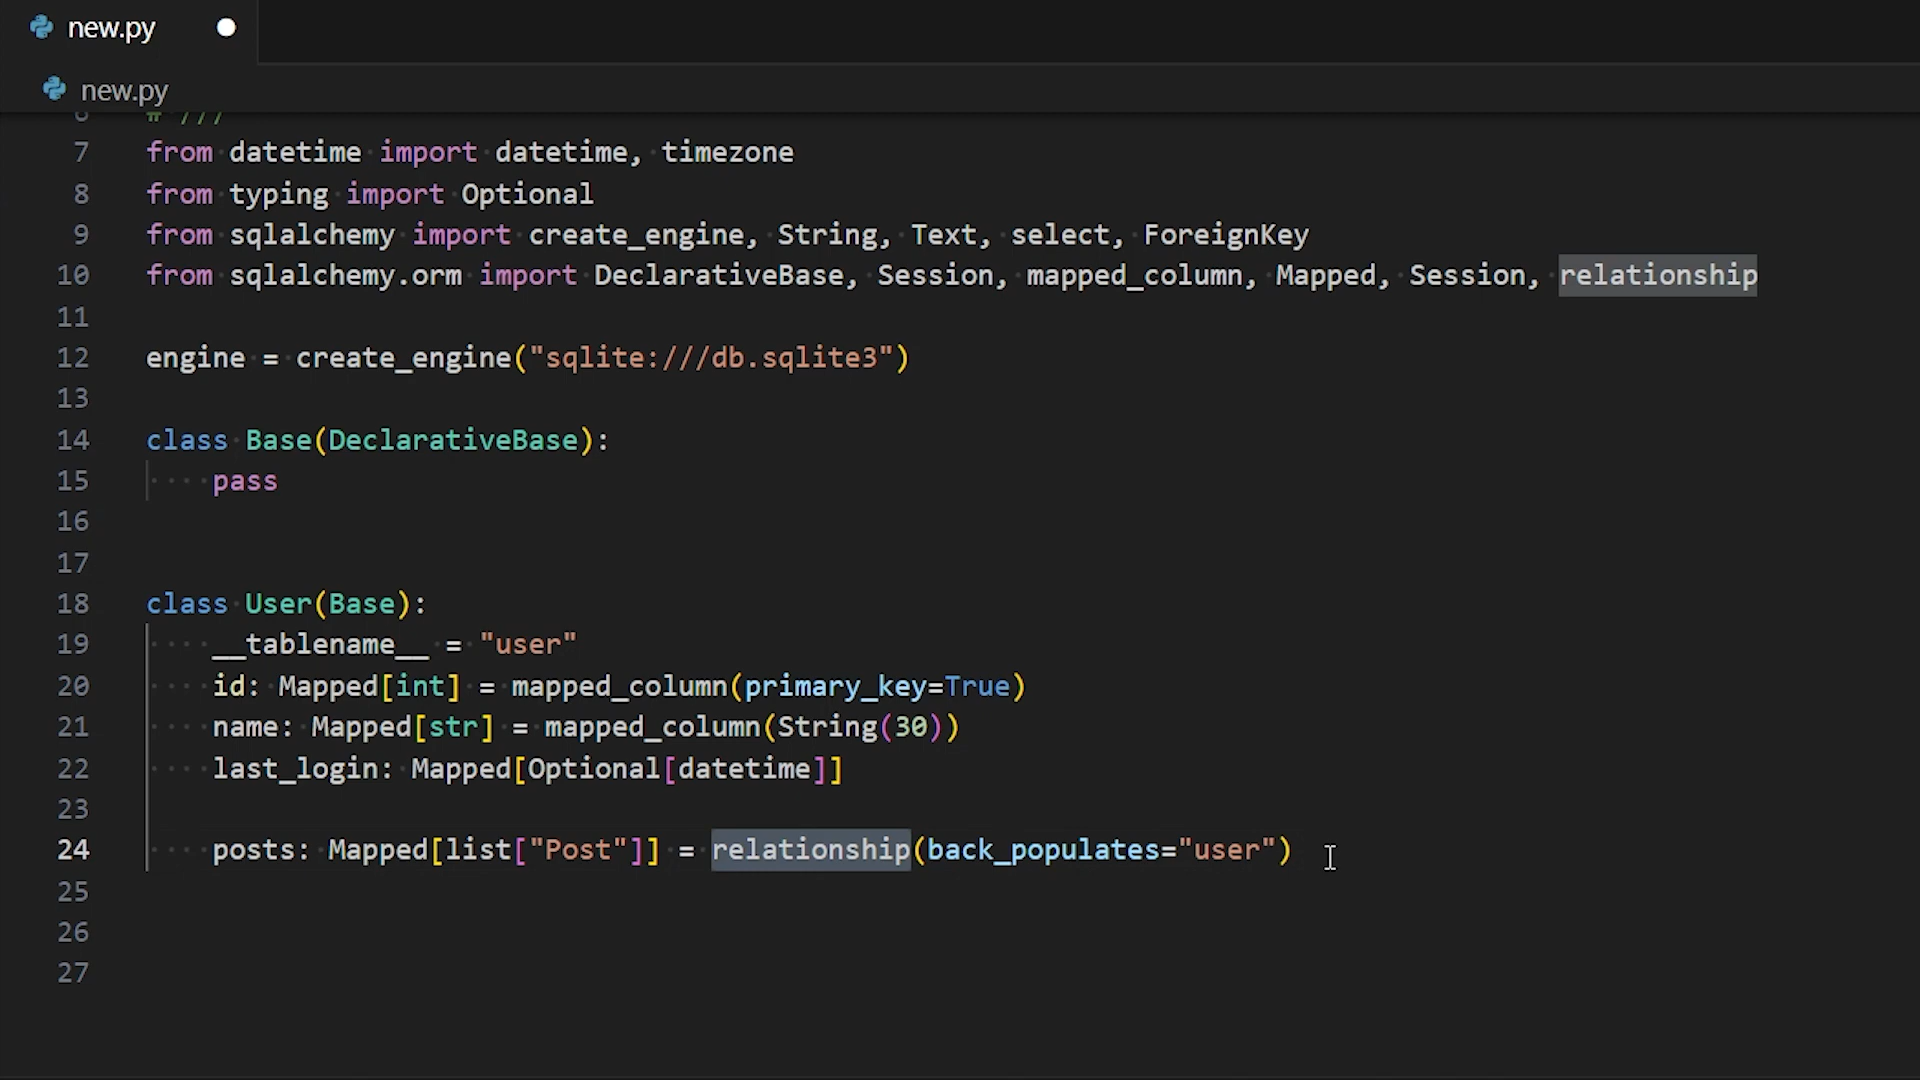 new.py
new.py
6 # ///
7 from datetime import datetime, timezone
8 from typing import Optional
9 from sqlalchemy import create_engine, String, Text, select, ForeignKey
10 from sqlalchemy.orm import DeclarativeBase, Session, mapped_column, Mapped, Session, relationship
11
12 engine = create_engine("sqlite:///db.sqlite3")
13
14 class Base(DeclarativeBase):
15     pass
16
17
18 class User(Base):
19     __tablename__ = "user"
20     id: Mapped[int] = mapped_column(primary_key=True)
21     name: Mapped[str] = mapped_column(String(30))
22     last_login: Mapped[Optional[datetime]]
23
24     posts: Mapped[list["Post"]] = relationship(back_populates="user")
25
26
27